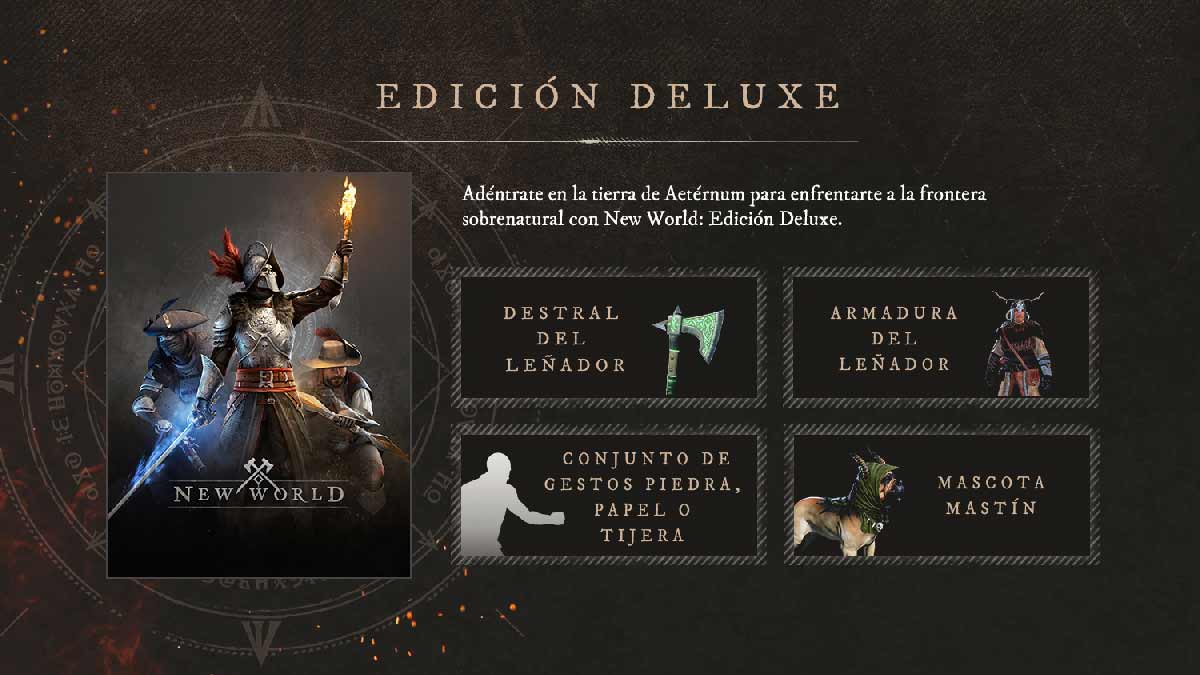 EDICIÓN DELUXE
Adéntrate en la tierra de Aetérnum para enfrentarte a la frontera
sobrenatural con New World: Edición Deluxe.
DESTRAL
DEL
LEÑADOR
ARMADURA
DEL
LEÑADOR
CONJUNTO DE
GESTOS PIEDRA,
PAPEL O
TIJERA
MASCOTA
MASTÍN
NEW WORLD